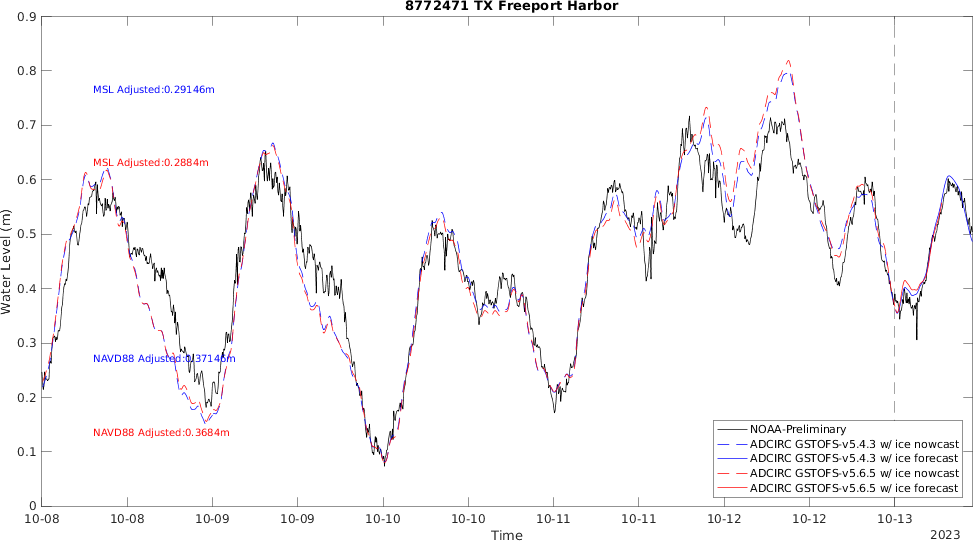 8772471 TX Freeport Harbor
0.9
0.8
0.7
0.6
0.5
0.4
0.3
0.2
0.1
0
Water Level (m)
MSL Adjusted:0.29146m
MSL Adjusted:0.2884m
NAVD88 Adjusted:0.37146m
NAVD88 Adjusted:0.3684m
NOAA-Preliminary
ADCIRC GSTOFS-v5.4.3 w/ ice nowcast
ADCIRC GSTOFS-v5.4.3 w/ ice forecast
ADCIRC GSTOFS-v5.6.5 w/ ice nowcast
ADCIRC GSTOFS-v5.6.5 w/ ice forecast
10-08 10-08 10-09 10-09 10-10 10-10 10-11 10-11 10-12 10-12 10-13
Time
2023